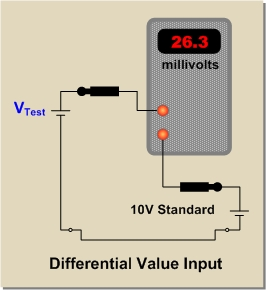 26.3
millivolts
VTest
10V Standard
Differential Value Input